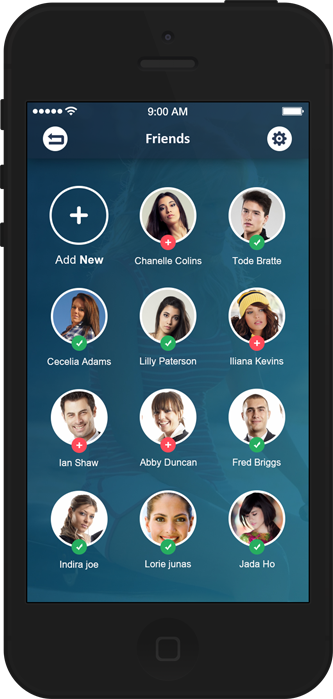 9:00 AM
Friends
Add New
Chanelle Colins
Tode Bratte
Cecelia Adams
Lilly Paterson
Iliana Kevins
Ian Shaw
Abby Duncan
Fred Briggs
Indira joe
Lorie junas
Jada Ho